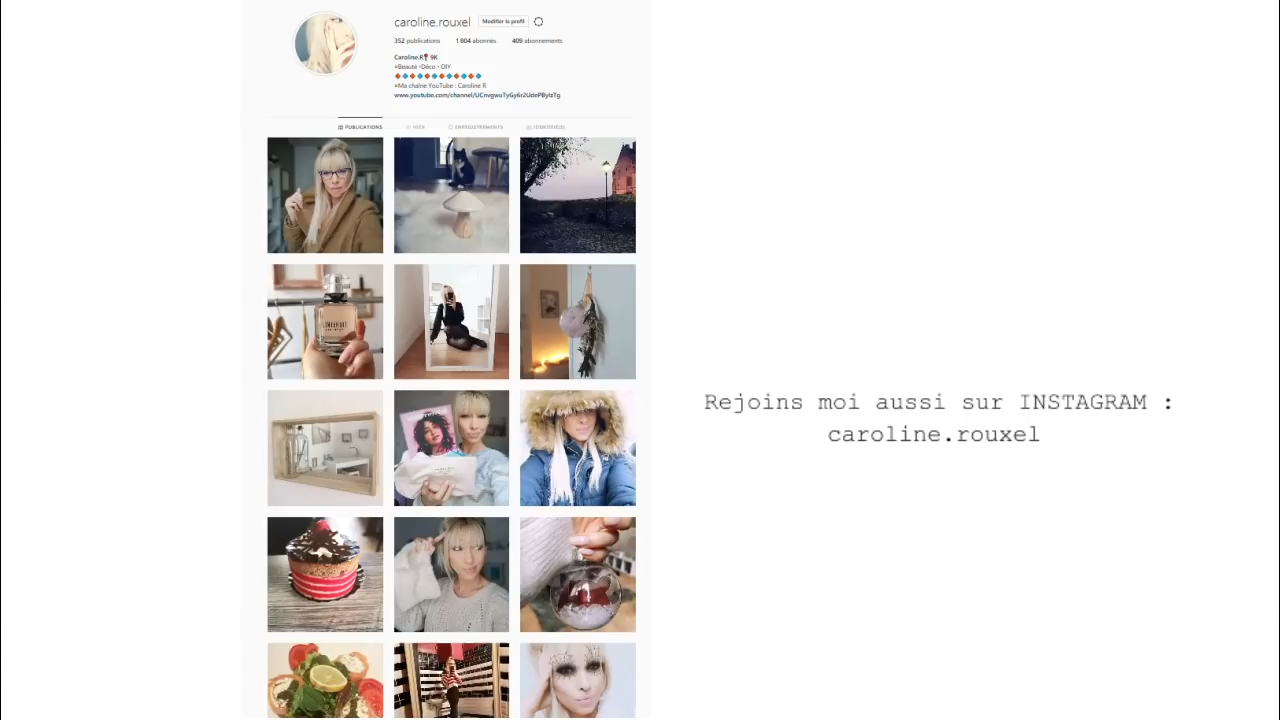 caroline.rouxel Modifier le profil
352 publications 1 804 abonnés 409 abonnements
Caroline.R📍 9K
•Beauté •Déco • DIY
•Ma chaîne YouTube : Caroline R
PUBLICATIONS ENREGISTREMENTS
Rejoins moi aussi sur INSTAGRAM :
caroline.rouxel